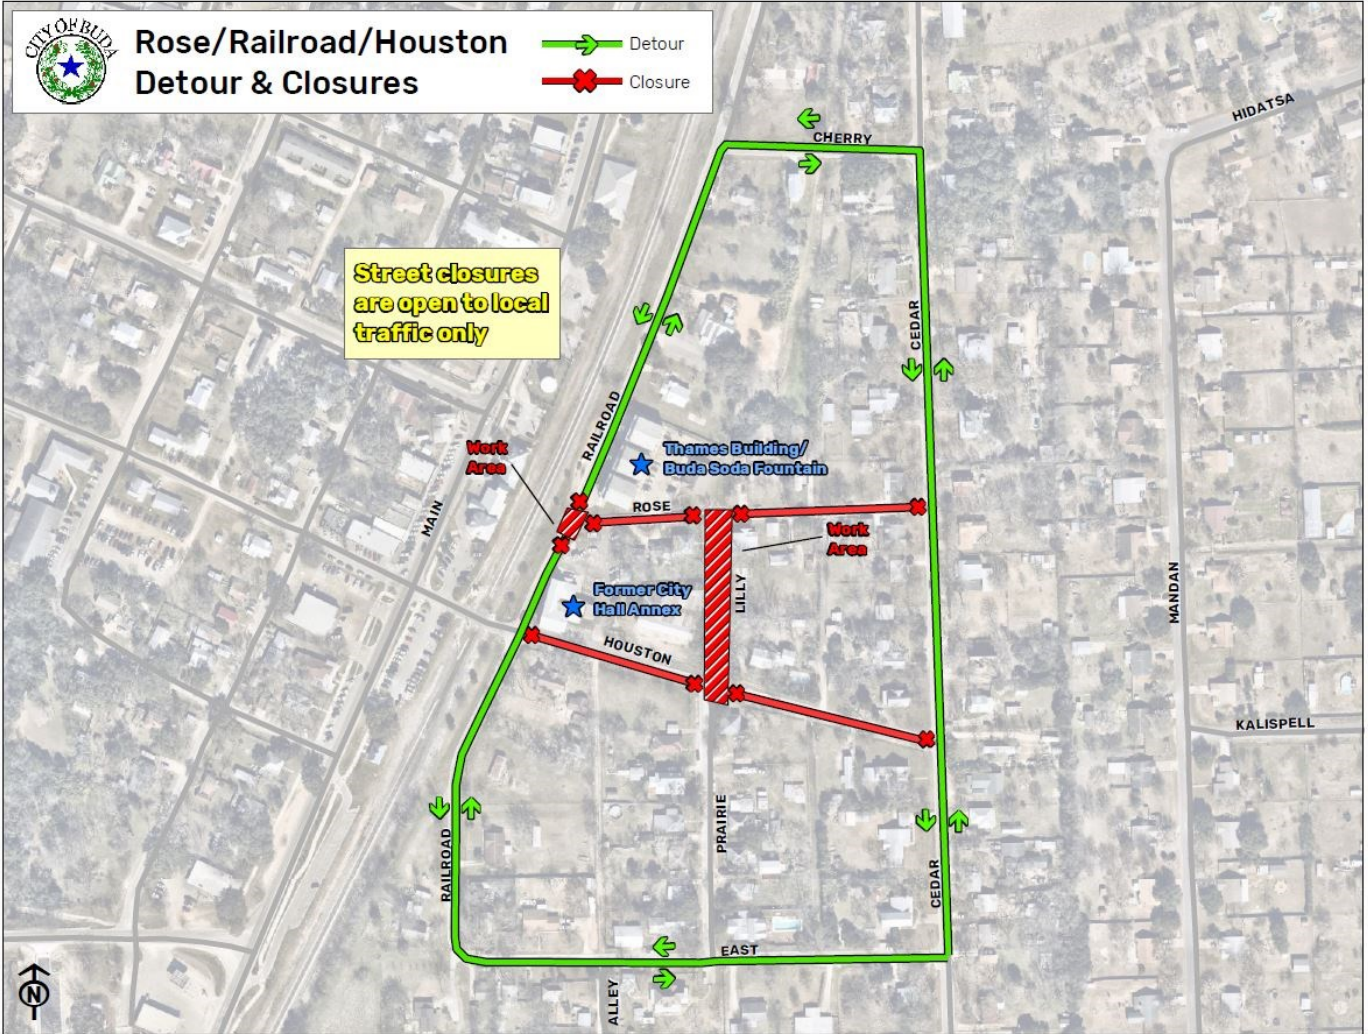 CITY OF BUDA
Rose/Railroad/Houston
Detour & Closures
Detour
Closure
HIDATSA
CHERRY
Street closures
are open to local
traffic only
CEDAR
RAILROAD
Work
Area
Thames Building/
Buda Soda Fountain
MAIN
ROSE
Work
Area
Former City
Hall Annex
LILLY
MANDAN
HOUSTON
KALISPELL
PRAIRIE
RAILROAD
CEDAR
EAST
ALLEY
N